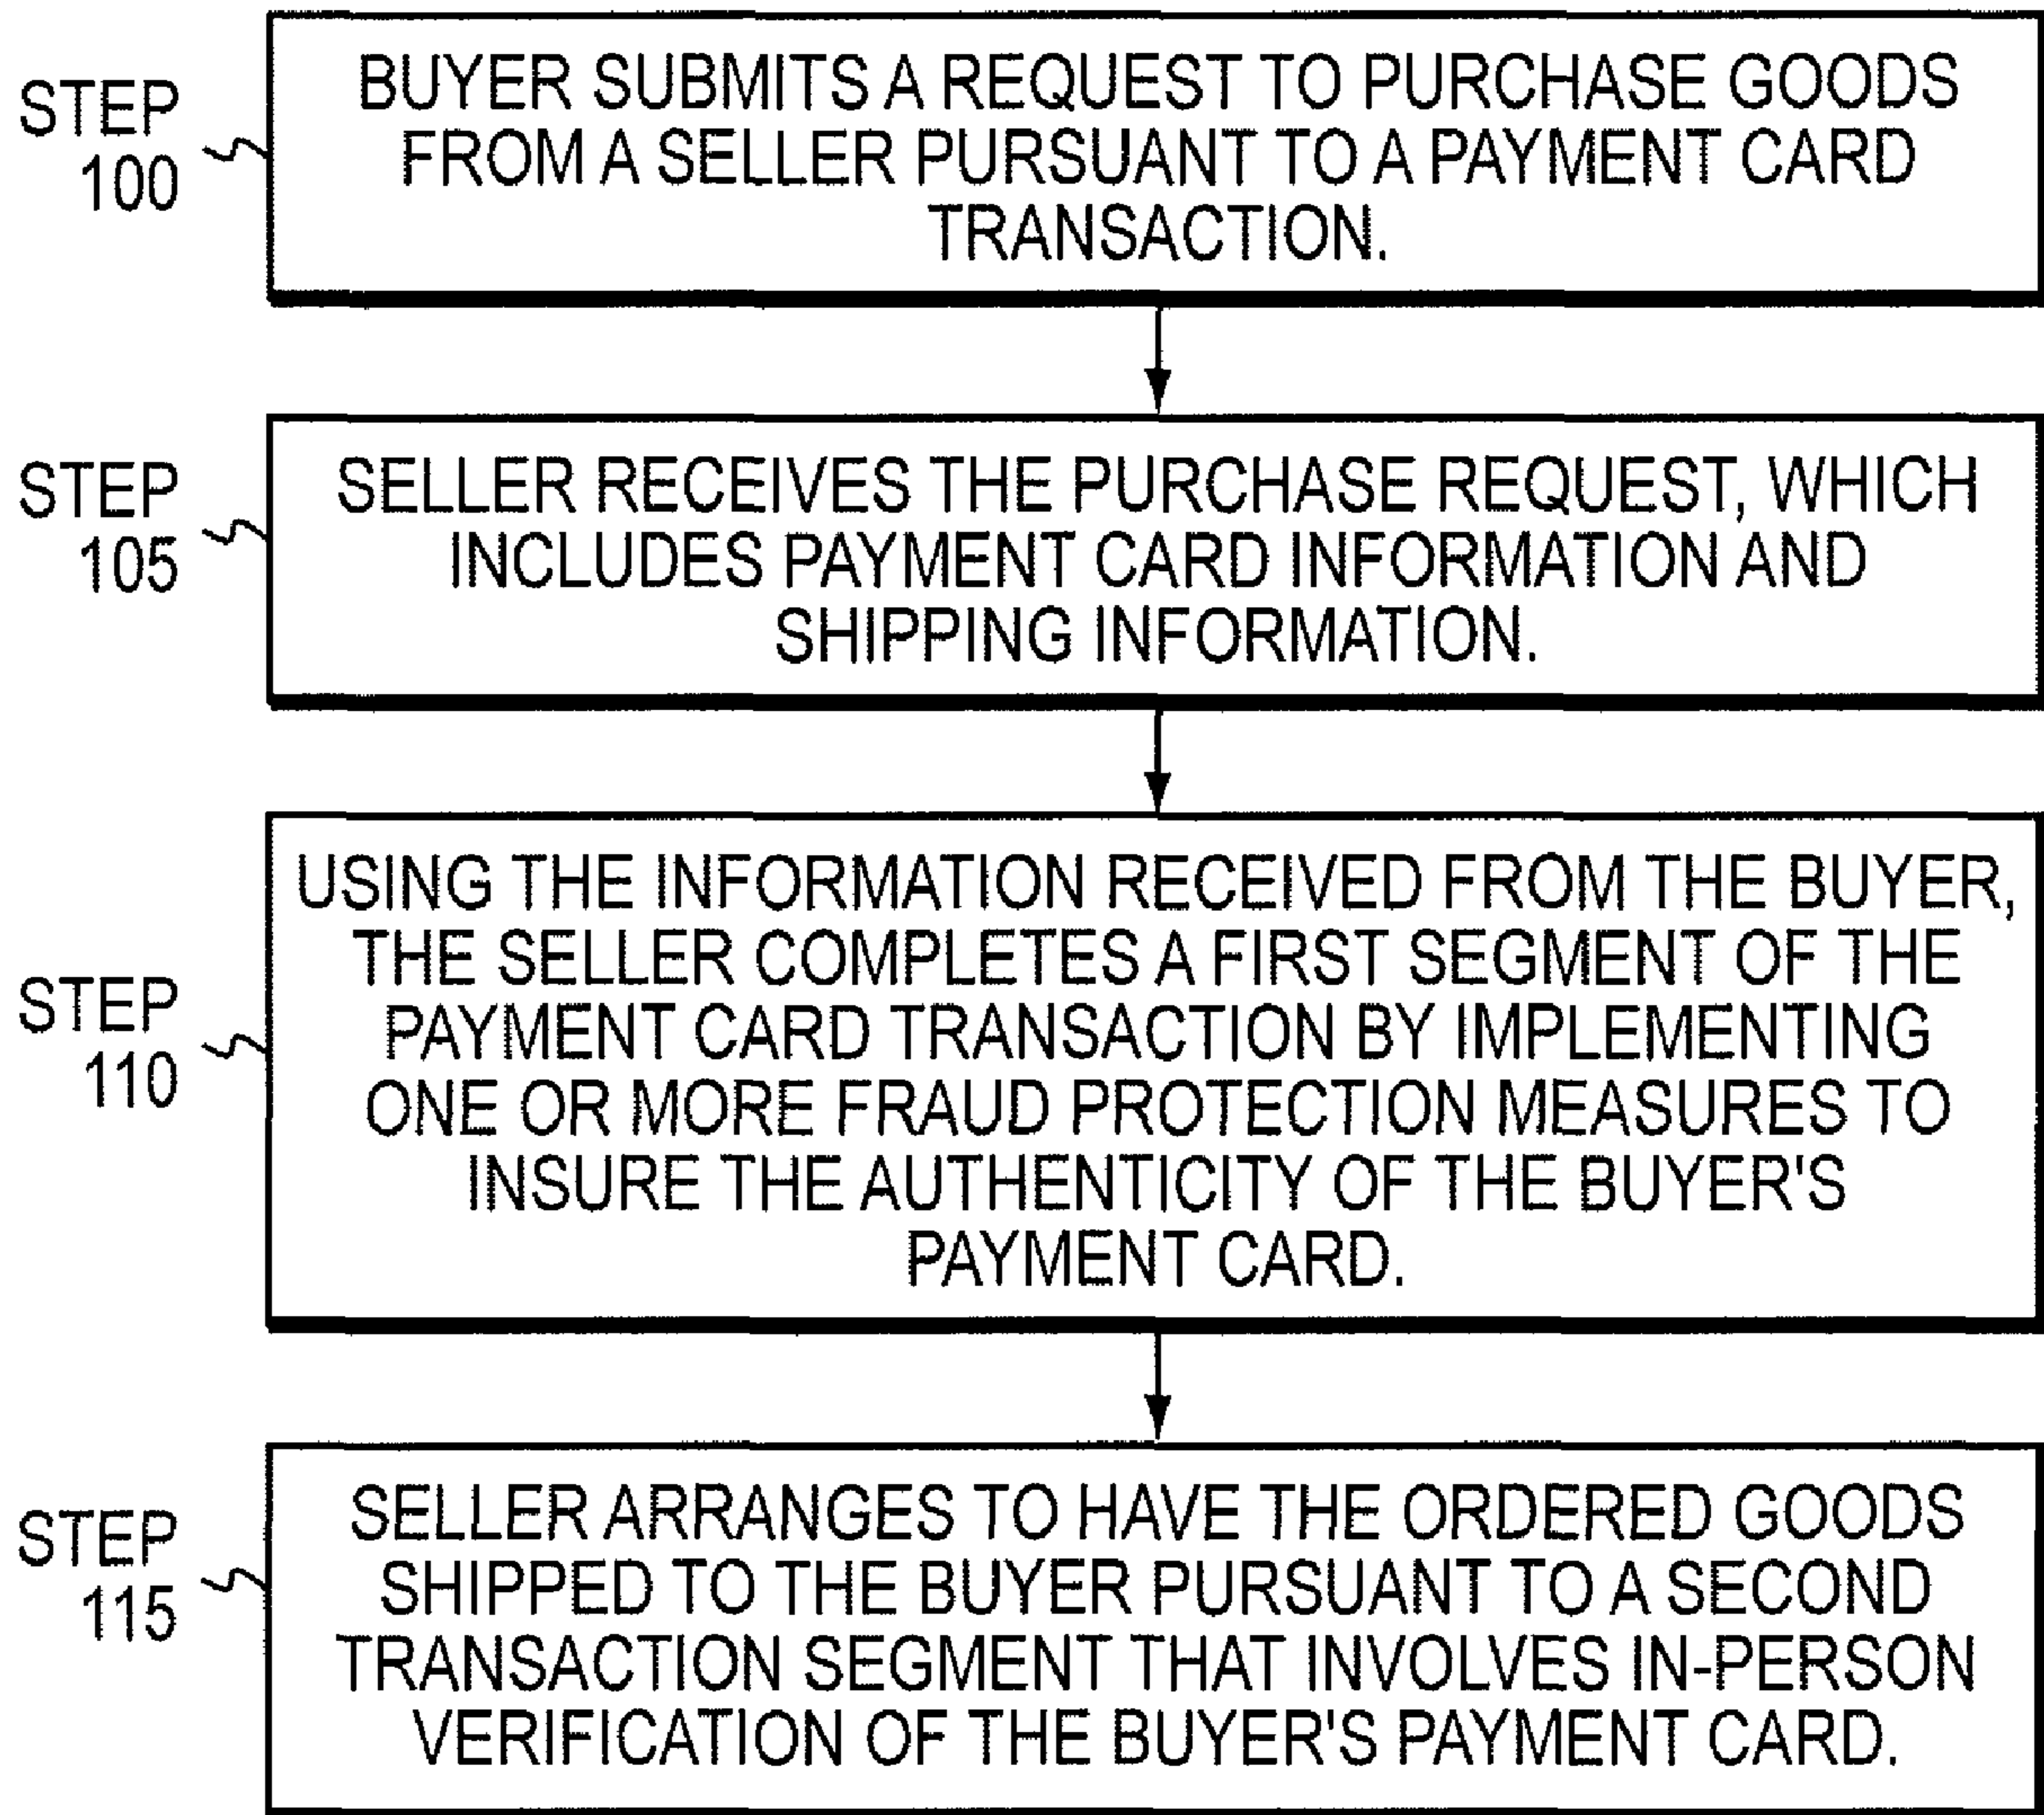 STEP
100
BUYER SUBMITS A REQUEST TO PURCHASE GOODS
FROM A SELLER PURSUANT TO A PAYMENT CARD
TRANSACTION.
STEP
105
SELLER RECEIVES THE PURCHASE REQUEST, WHICH
INCLUDES PAYMENT CARD INFORMATION AND
SHIPPING INFORMATION.
STEP
110
USING THE INFORMATION RECEIVED FROM THE BUYER,
THE SELLER COMPLETES A FIRST SEGMENT OF THE
PAYMENT CARD TRANSACTION BY IMPLEMENTING
ONE OR MORE FRAUD PROTECTION MEASURES TO
INSURE THE AUTHENTICITY OF THE BUYER'S
PAYMENT CARD.
STEP
115
SELLER ARRANGES TO HAVE THE ORDERED GOODS
SHIPPED TO THE BUYER PURSUANT TO A SECOND
TRANSACTION SEGMENT THAT INVOLVES IN-PERSON
VERIFICATION OF THE BUYER'S PAYMENT CARD.